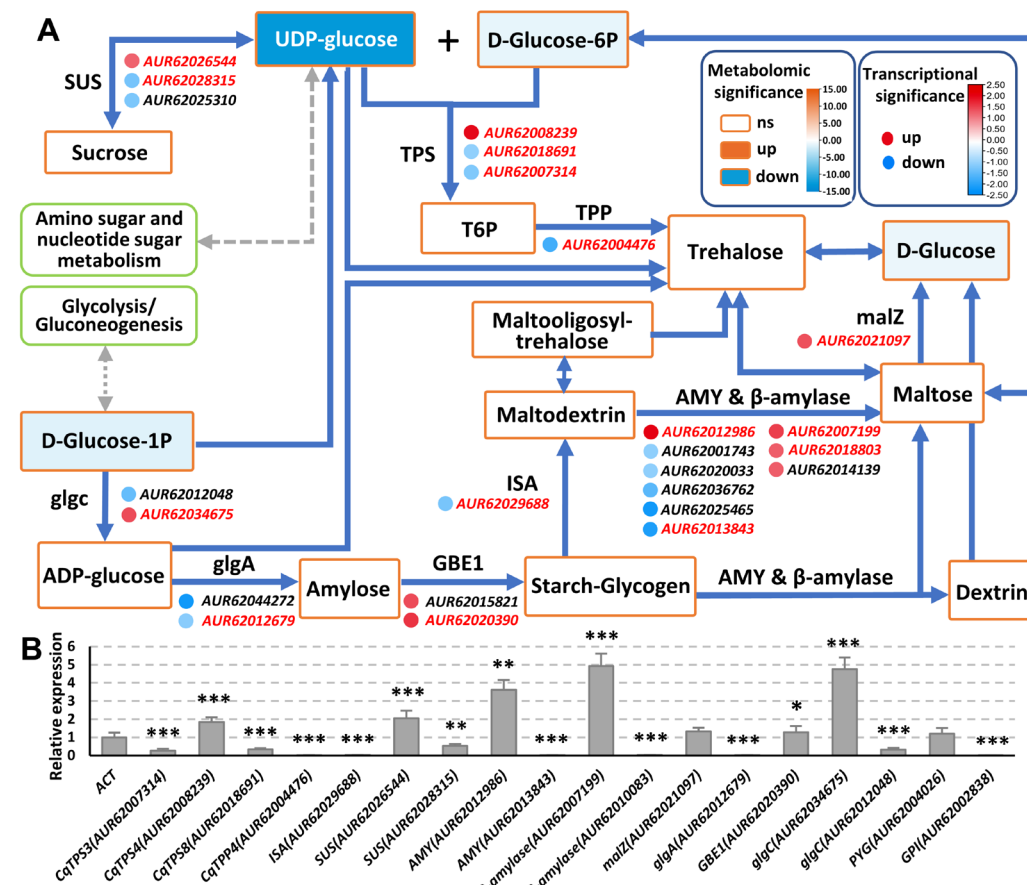 A
UDP-glucose
+
D-Glucose-6P
SUS
AUR62026544
AUR62028315
AUR62025310
Sucrose
TPS
AUR62008239
AUR62018691
AUR62007314
Metabolomic
significance
ns
up
down
15.00
10.00
5.00
0.00
-5.00
-10.00
-15.00
Transcriptional
significance
up
down
2.50
2.00
1.50
1.00
0.50
0.00
-0.50
-1.00
-1.50
-2.00
-2.50
Amino sugar and
nucleotide sugar
metabolism
T6P
TPP
AUR62004476
Trehalose
D-Glucose
Glycolysis/
Gluconeogenesis
Maltooligosyl-
trehalose
malZ
AUR62021097
D-Glucose-1P
Maltodextrin
AMY & β-amylase
Maltose
AUR62012986
AUR62001743
AUR62020033
AUR62036762
AUR62025465
AUR62013843
AUR62007199
AUR62018803
AUR62014139
glgc
AUR62012048
AUR62034675
ISA
AUR62029688
ADP-glucose
glgA
AUR62044272
AUR62012679
Amylose
GBE1
AUR62015821
AUR62020390
Starch-Glycogen
AMY & β-amylase
Dextrin
B
Relative expression
6
5
4
3
2
1
0
***
***
***
***
***
***
**
**
***
***
***
***
*
***
***
***
ACT
CqTPS3(AUR62007314)
CqTPS4(AUR62008239)
CqTPS8(AUR62018691)
CqTPP4(AUR62004476)
ISA(AUR62029688)
SUS(AUR62026544)
SUS(AUR62028315)
AMY(AUR62012986)
AMY(AUR62013843)
-amylase(AUR62007199)
-amylase(AUR62010083)
malZ(AUR62021097)
glgA(AUR62012679)
GBE1(AUR62020390)
glgC(AUR62034675)
glgC(AUR62012048)
PYG(AUR62004026)
GPI(AUR62002838)